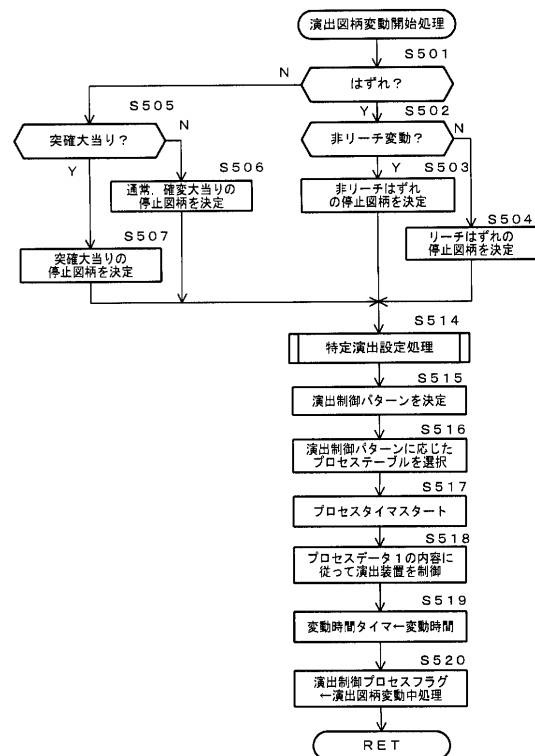 演出図柄変動開始処理
S501
はずれ?
N
Y
S502
非リーチ変動?
N
Y
S503
非リーチはずれ
の停止図柄を決定
S504
リーチはずれの
停止図柄を決定
S505
突確大当り?
N
Y
S506
通常,確変大当りの
停止図柄を決定
S507
突確大当りの
停止図柄を決定
S514
特定演出設定処理
S515
演出制御パターンを決定
S516
演出制御パターンに応じた
プロセステーブルを選択
S517
プロセスタイマスタート
S518
プロセスデータ1の内容に
従って演出装置を制御
S519
変動時間タイマ←変動時間
S520
演出制御プロセスフラグ
←演出図柄変動中処理
RET